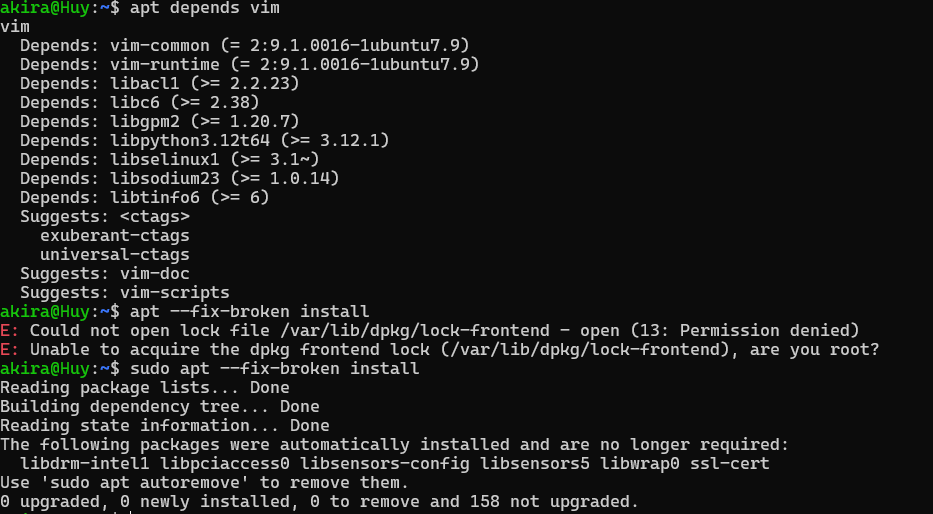 akira@Huy:~$ apt depends vim
vim
  Depends: vim-common (= 2:9.1.0016-1ubuntu7.9)
  Depends: vim-runtime (= 2:9.1.0016-1ubuntu7.9)
  Depends: libacl1 (>= 2.2.23)
  Depends: libc6 (>= 2.38)
  Depends: libgpm2 (>= 1.20.7)
  Depends: libpython3.12t64 (>= 3.12.1)
  Depends: libselinux1 (>= 3.1~)
  Depends: libsodium23 (>= 1.0.14)
  Depends: libtinfo6 (>= 6)
  Suggests: <ctags>
    exuberant-ctags
    universal-ctags
  Suggests: vim-doc
  Suggests: vim-scripts
akira@Huy:~$ apt --fix-broken install
E: Could not open lock file /var/lib/dpkg/lock-frontend - open (13: Permission denied)
E: Unable to acquire the dpkg frontend lock (/var/lib/dpkg/lock-frontend), are you root?
akira@Huy:~$ sudo apt --fix-broken install
Reading package lists... Done
Building dependency tree... Done
Reading state information... Done
The following packages were automatically installed and are no longer required:
  libdrm-intel1 libpciaccess0 libsensors-config libsensors5 libwrap0 ssl-cert
Use 'sudo apt autoremove' to remove them.
0 upgraded, 0 newly installed, 0 to remove and 158 not upgraded.